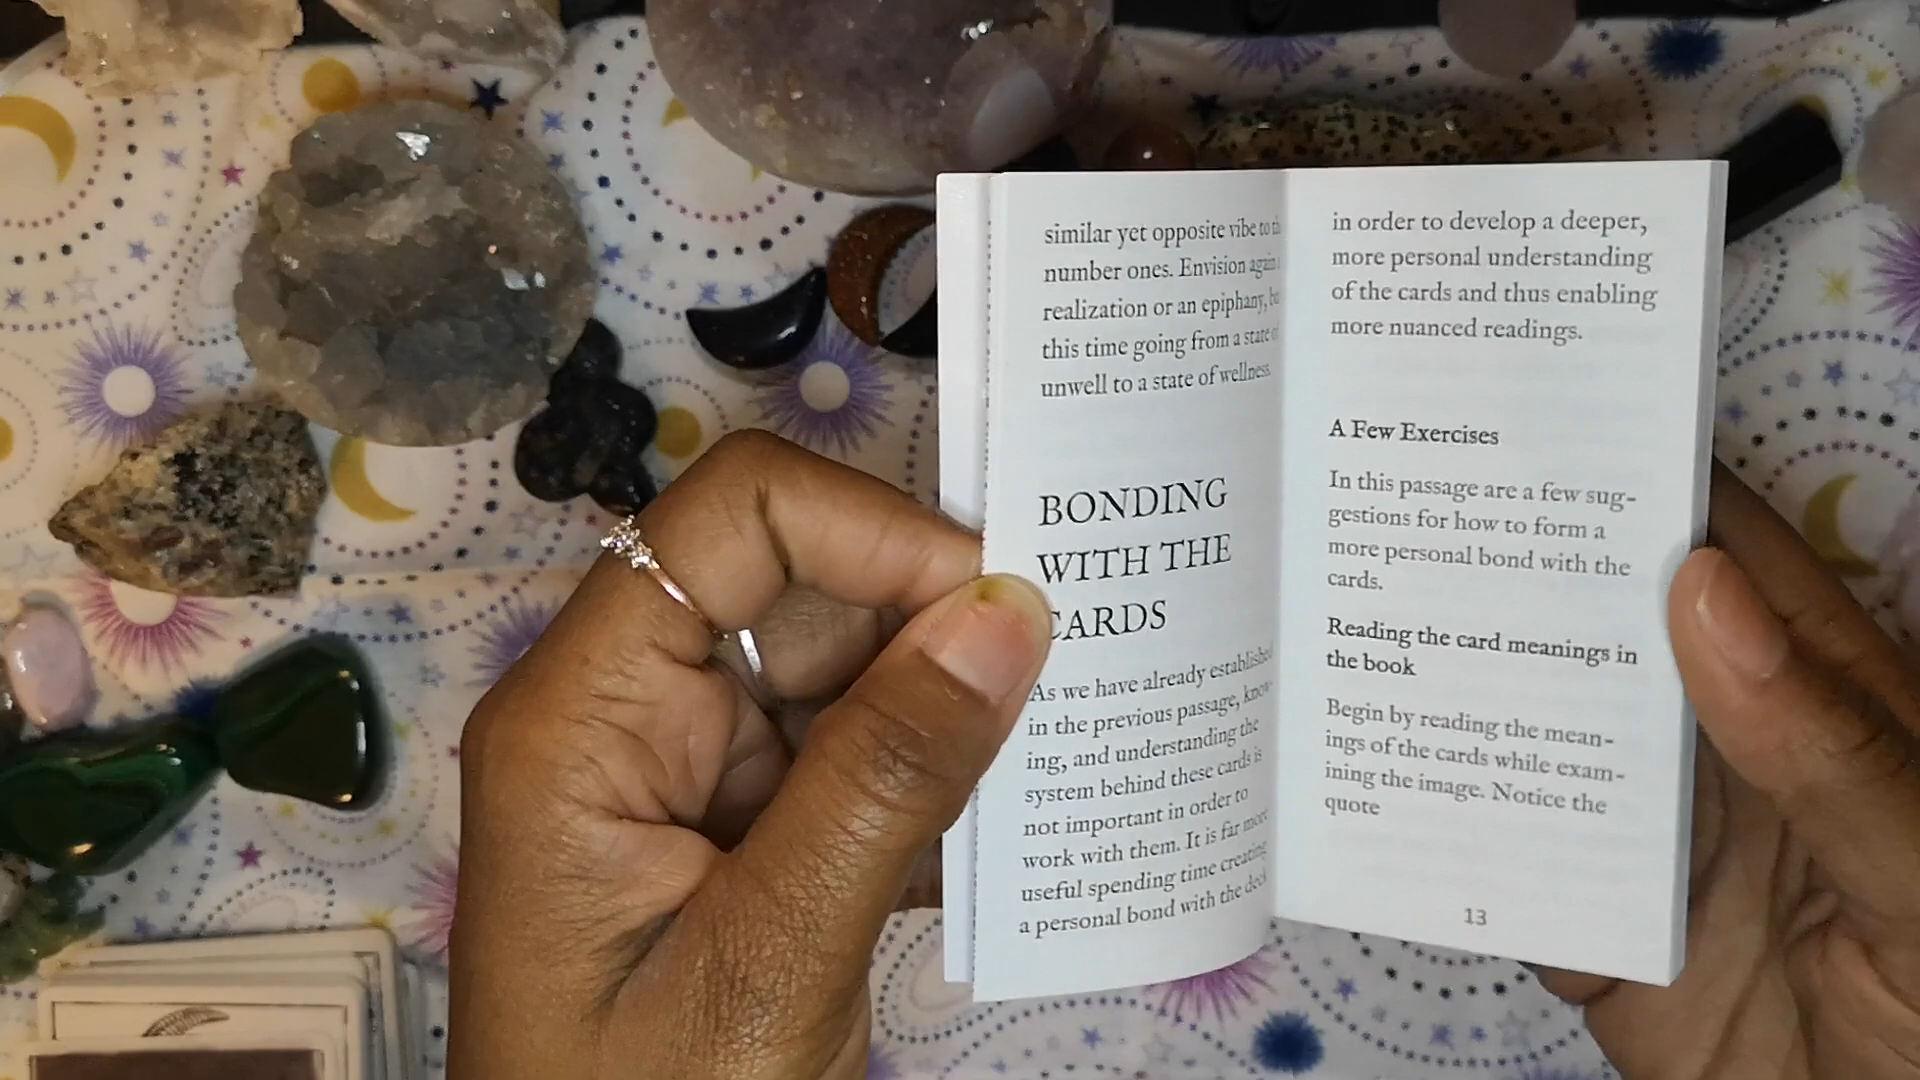 similar yet opposite vibe to
number ones. Envision again
realization or an epiphany,
this time going from a state of
unwell to a state of wellness.
BONDING
WITH THE
CARDS
As we have already established
in the previous passage, know-
ing, and understanding the
system behind these cards is
not important in order to
work with them. It is far more
useful spending time creating
a personal bond with the deck
in order to develop a deeper,
more personal understanding
of the cards and thus enabling
more nuanced readings.
A Few Exercises
In this passage are a few sug-
gestions for how to form a
more personal bond with the
cards.
Reading the card meanings in
the book
Begin by reading the mean-
ings of the cards while exam-
ining the image. Notice the
quote
13